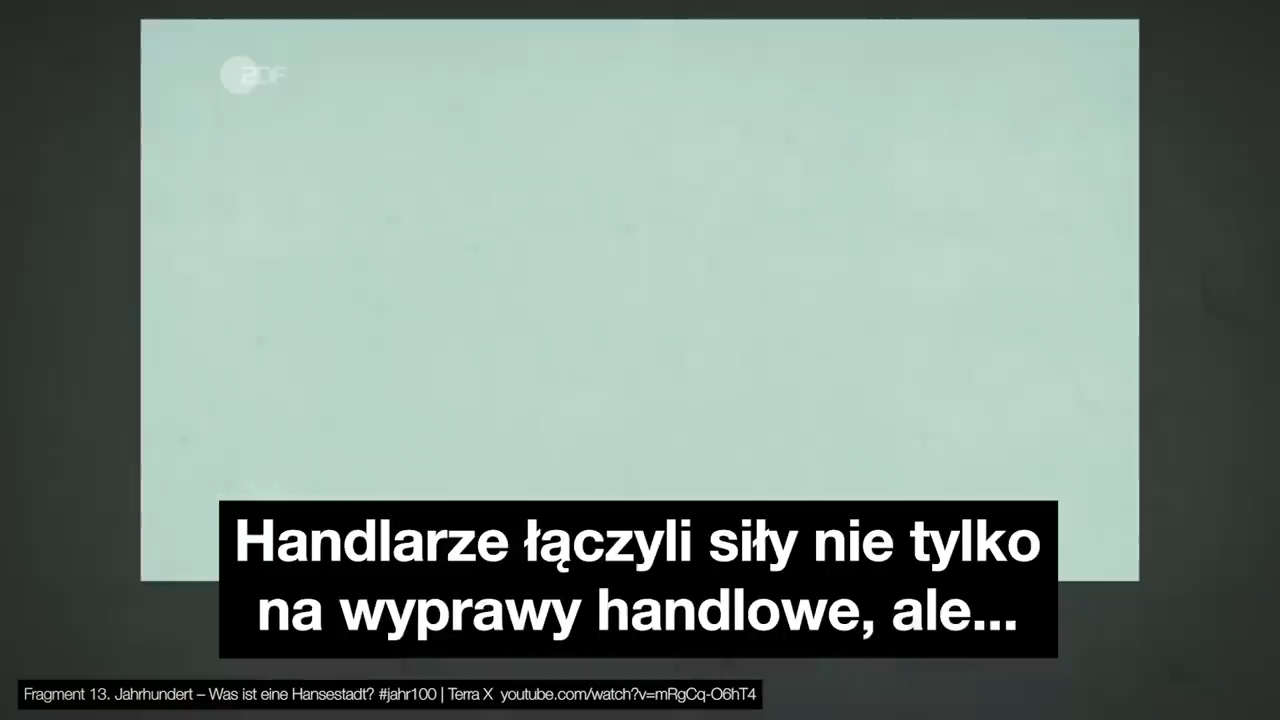 ZDF
Handlarze łączyli siły nie tylko
na wyprawy handlowe, ale...
Fragment 13. Jahrhundert – Was ist eine Hansestadt? #jahr100 | Terra X youtube.com/watch?v=mRgCq-O6hT4